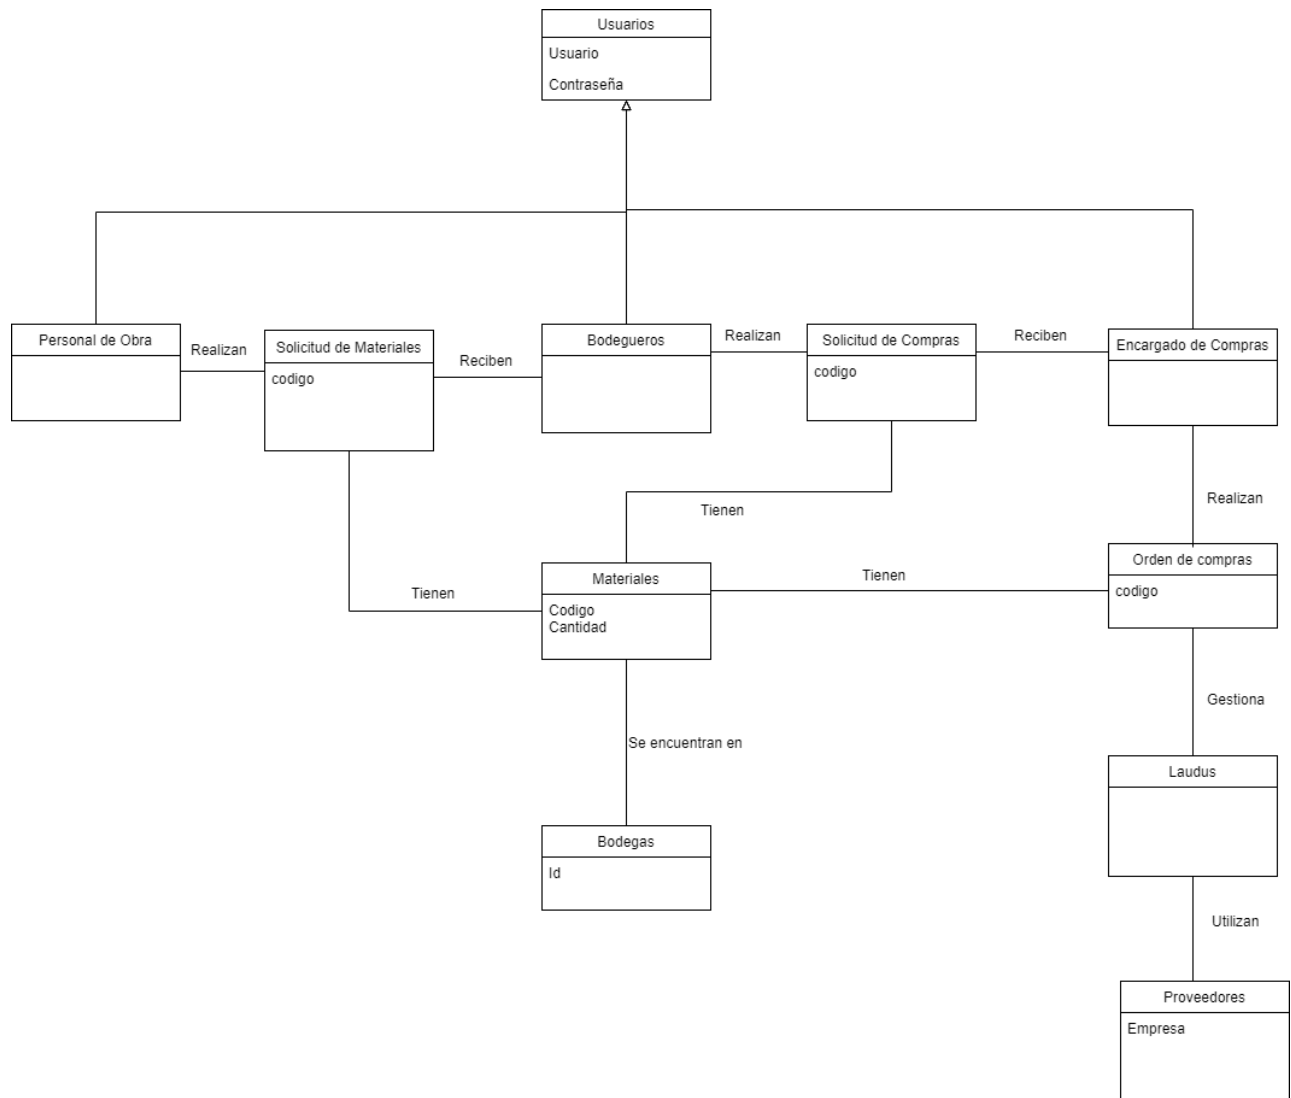 Usuarios
Usuario
Contraseña
Personal de Obra
Realizan
Solicitud de Materiales
codigo
Reciben
Bodegueros
Realizan
Solicitud de Compras
codigo
Reciben
Encargado de Compras
Realizan
Tienen
Orden de compras
codigo
Tienen
Tienen
Materiales
Codigo
Cantidad
Gestiona
Se encuentran en
Laudus
Bodegas
Id
Utilizan
Proveedores
Empresa